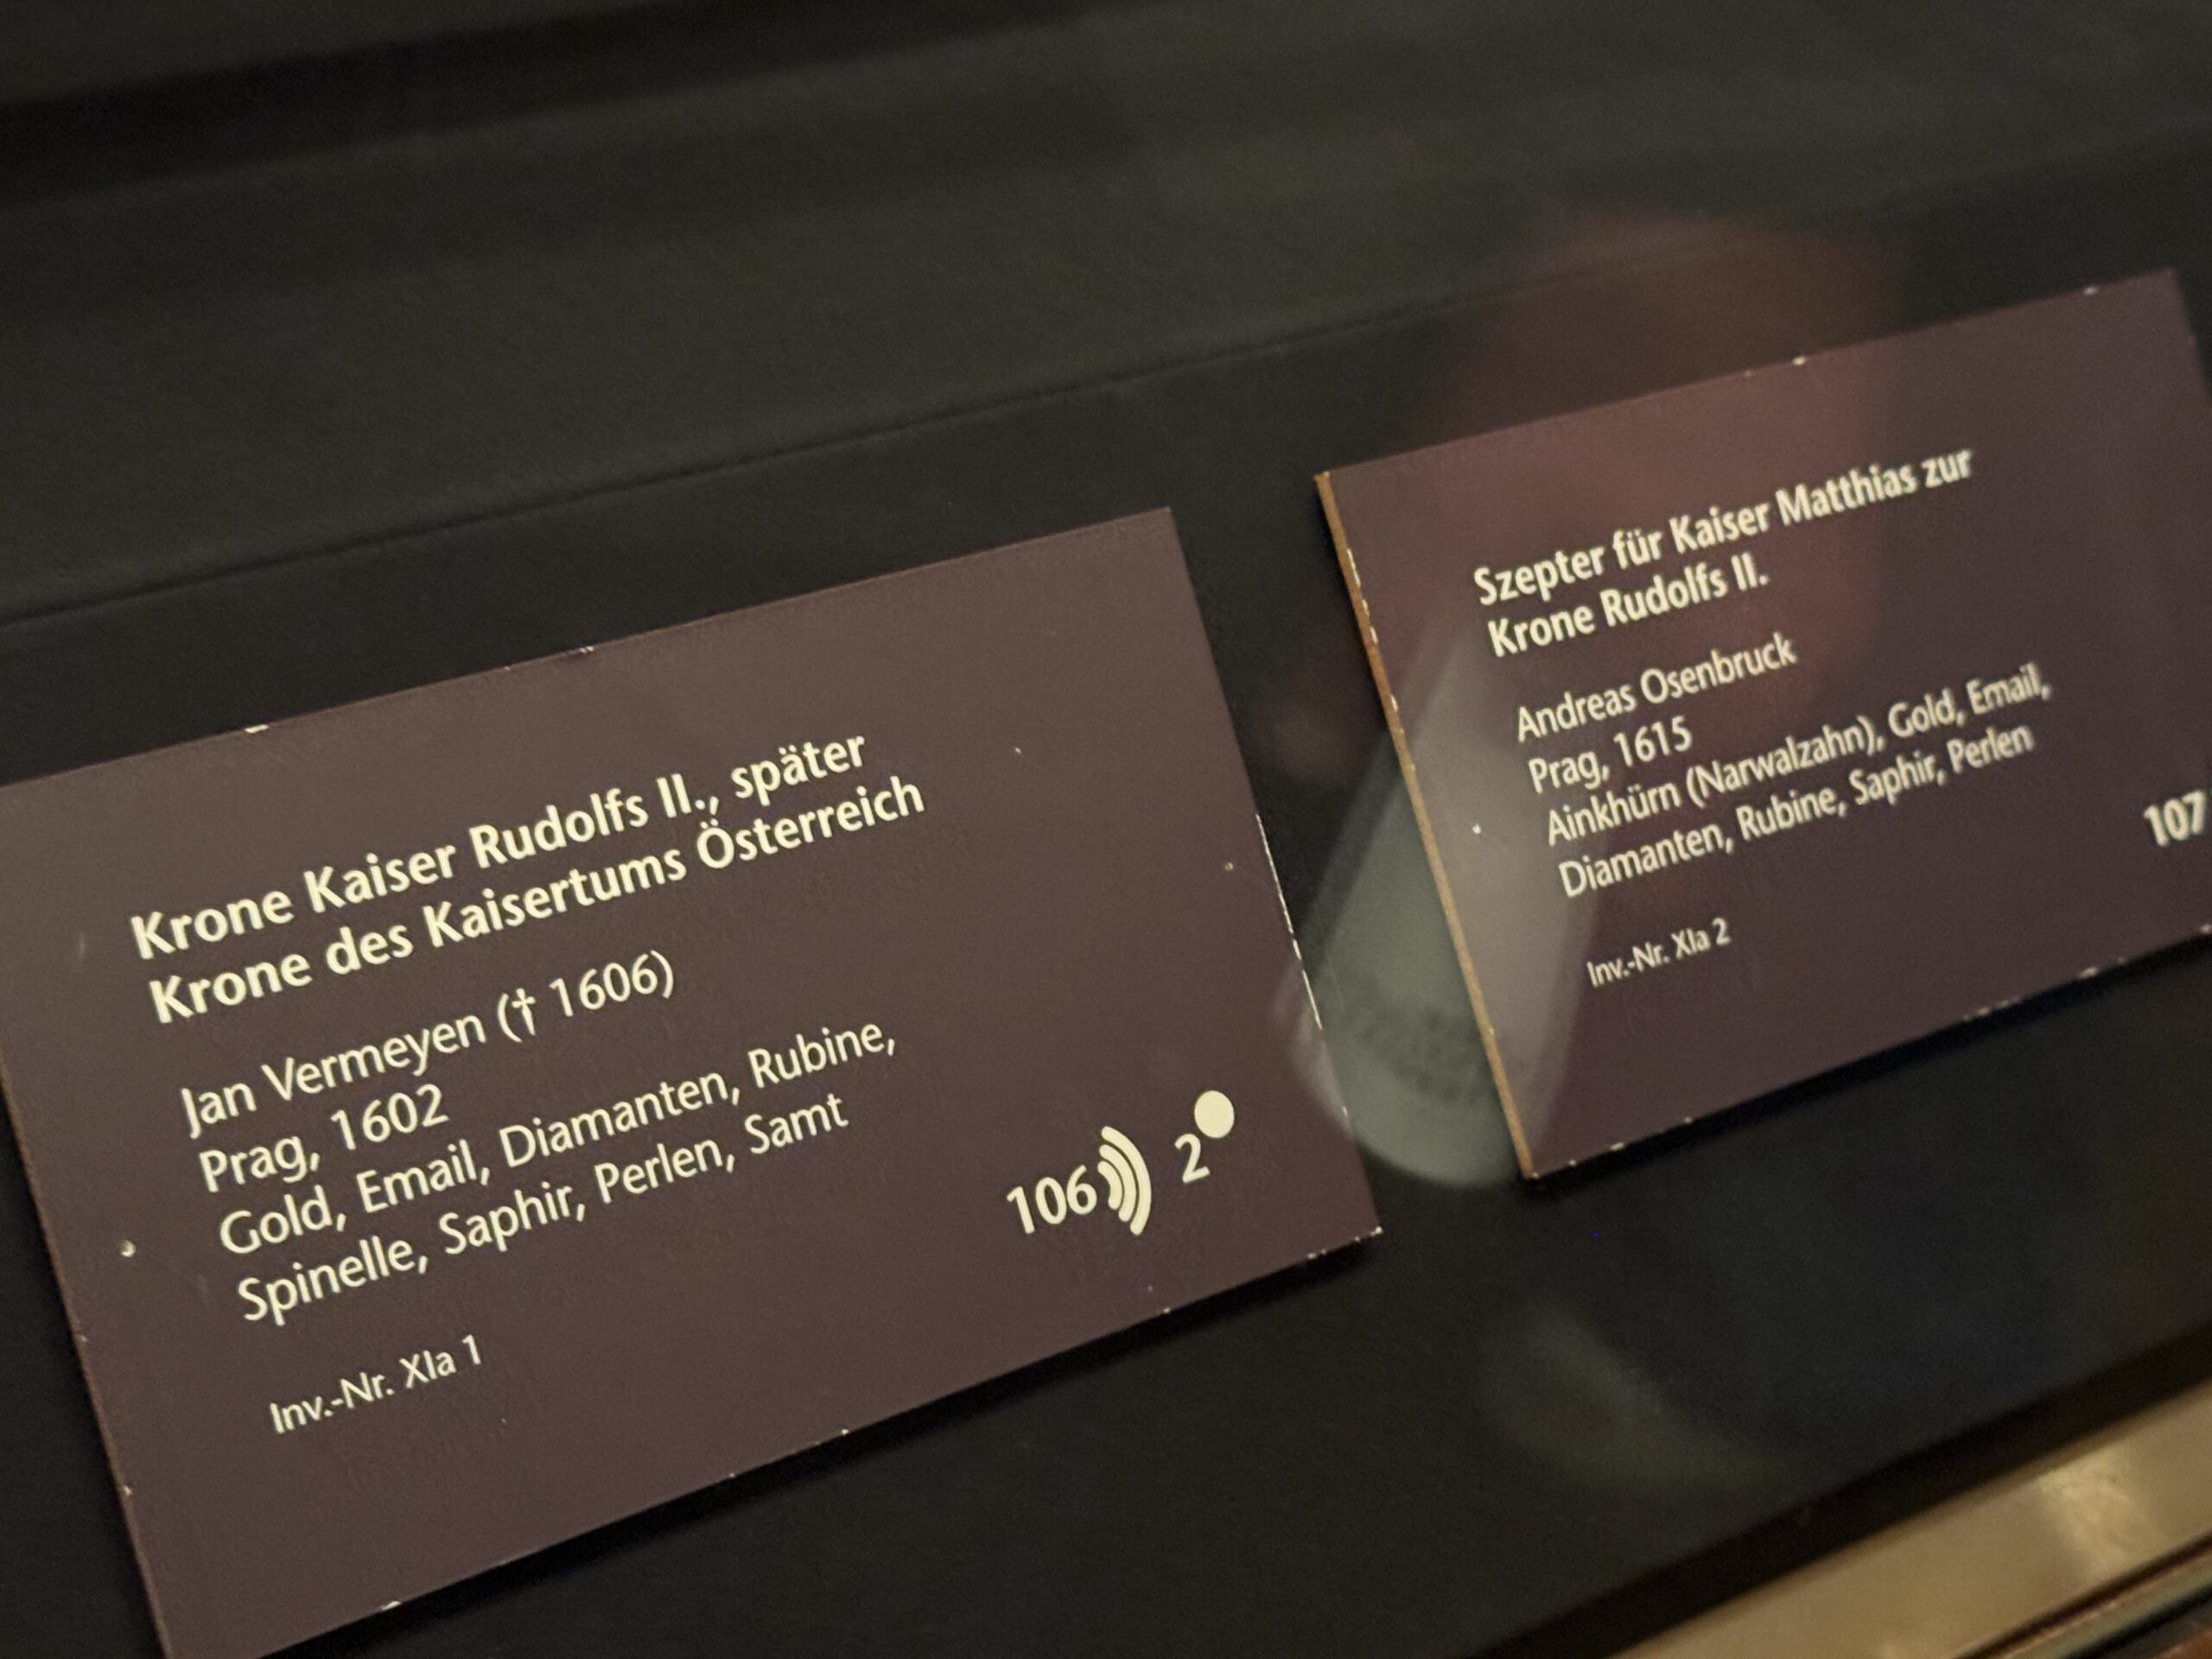 Krone Kaiser Rudolfs II., später
Krone des Kaisertums Österreich
Jan Vermeyen († 1606)
Prag, 1602
Gold, Email, Diamanten, Rubine,
Spinelle, Saphir, Perlen, Samt
106 2
Inv.-Nr. XIa 1
Szepter für Kaiser Matthias zur
Krone Rudolfs II.
Andreas Osenbruck
Prag, 1615
Ainkhürn (Narwalzahn), Gold, Email,
Diamanten, Rubine, Saphir, Perlen
107
Inv.-Nr. XIa 2